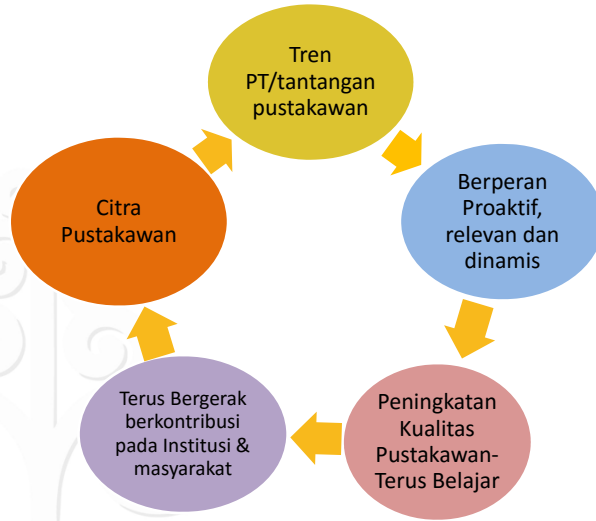 Tren
PT/tantangan
pustakawan
Berperan
Proaktif,
relevan dan
dinamis
Peningkatan
Kualitas
Pustakawan-
Terus Belajar
Terus Bergerak
berkontribusi
pada Institusi &
masyarakat
Citra
Pustakawan